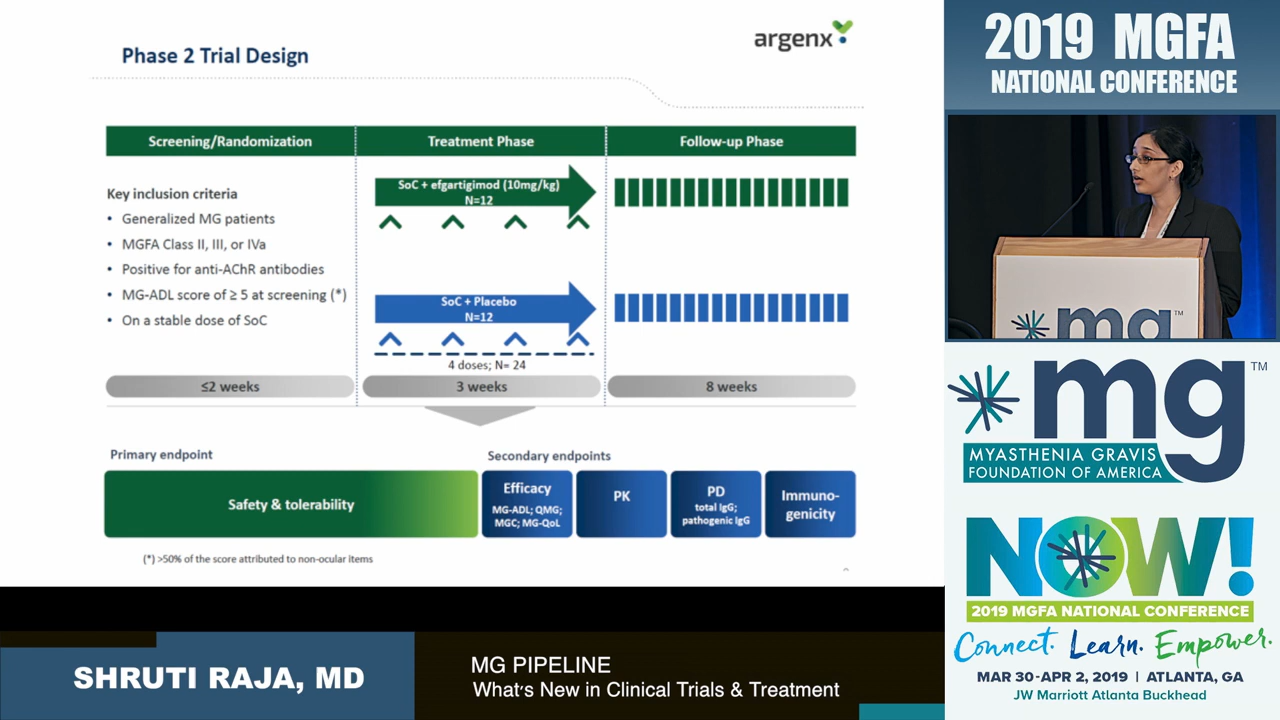 Phase 2 Trial Design
argenx
Screening/Randomization
Treatment Phase
Follow-up Phase
Key inclusion criteria
• Generalized MG patients
• MGFA Class II, III, or IVa
• Positive for anti-AChR antibodies
• MG-ADL score of ≥ 5 at screening (*)
• On a stable dose of SoC
SoC + efgartigimod (10mg/kg)
N=12
SoC + Placebo
N=12
4 doses; N= 24
≤2 weeks
3 weeks
8 weeks
Primary endpoint
Secondary endpoints
Safety & tolerability
Efficacy
MG-ADL; QMG;
MGC; MG-QoL
PK
PD
total IgG;
pathogenic IgG
Immuno-
genicity
(*) >50% of the score attributed to non-ocular items
SHRUTI RAJA, MD
MG PIPELINE
What's New in Clinical Trials & Treatment
2019 MGFA
NATIONAL CONFERENCE
mg™
mg™
MYASTHENIA GRAVIS
FOUNDATION OF AMERICA
NOW!
2019 MGFA NATIONAL CONFERENCE
Connect. Learn. Empower.
MAR 30-APR 2, 2019 | ATLANTA, GA
JW Marriott Atlanta Buckhead